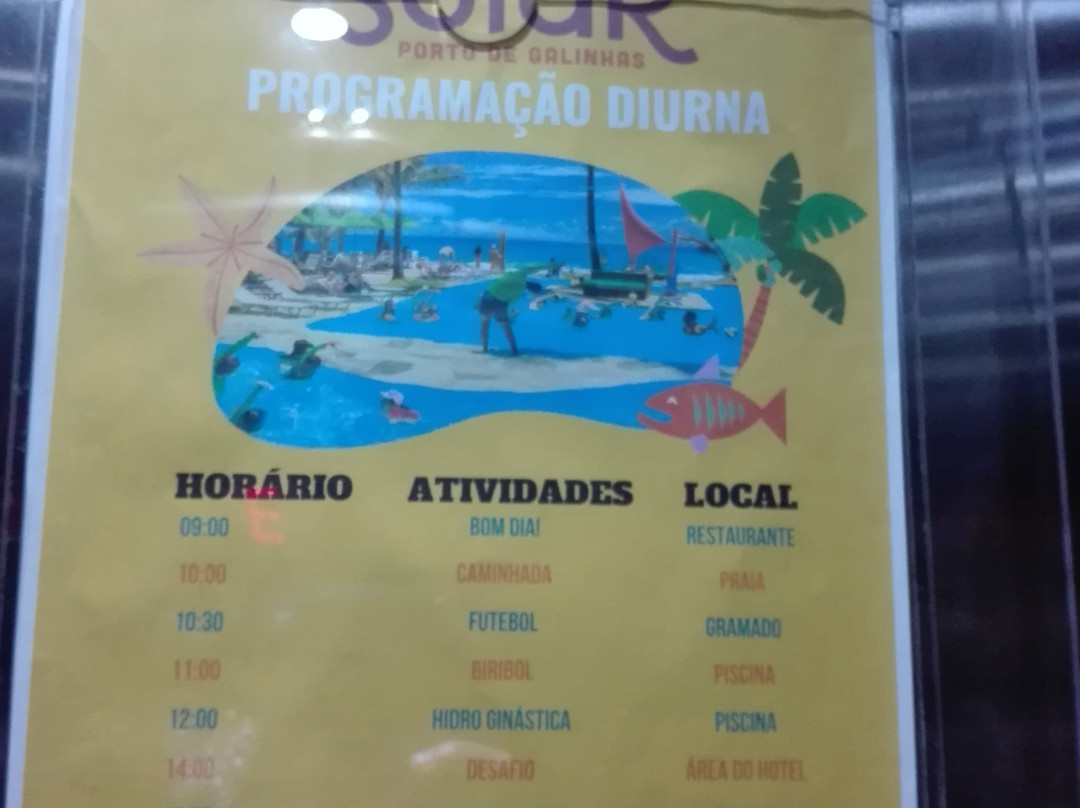 SOLAR
PORTO DE GALINHAS
PROGRAMAÇÃO DIURNA
HORÁRIO ATIVIDADES LOCAL
E
09:00 BOM DIA! RESTAURANTE
10:00 CAMINHADA PRAIA
10:30 FUTEBOL GRAMADO
11:00 BIRIBOL PISCINA
12:00 HIDRO GINÁSTICA PISCINA
14:00 DESAFIO ÁREA DO HOTEL